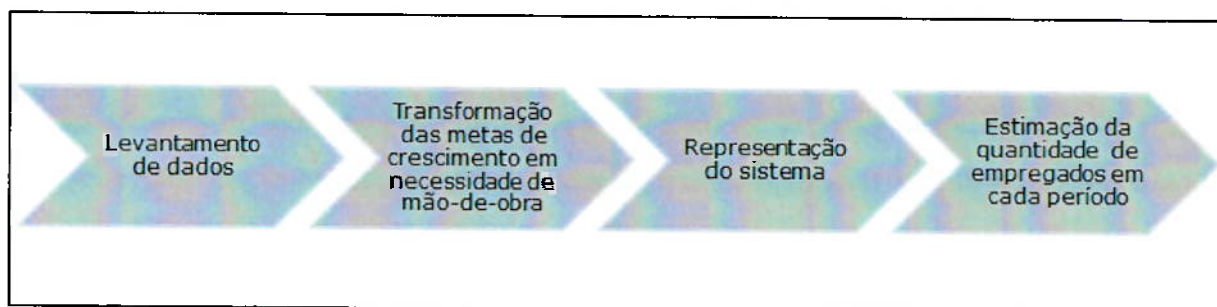 Levantamento
de dados
Transformação
das metas de
crescimento em
necessidade de
mão-de-obra
Representação
do sistema
Estimação da
quantidade de
empregados em
cada período